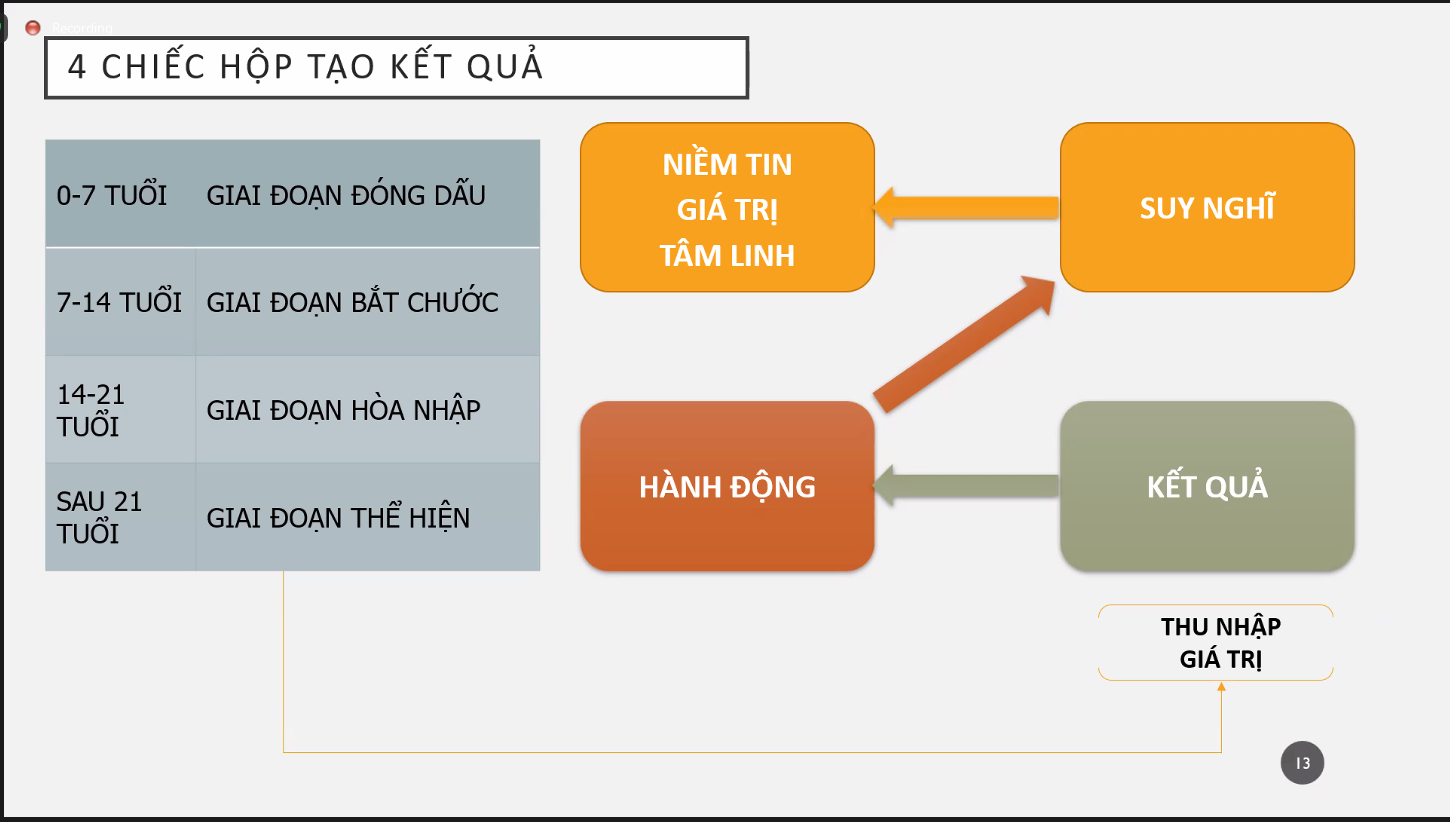 Recording
4 CHIẾC HỘP TẠO KẾT QUẢ
0-7 TUỔI GIAI ĐOẠN ĐÓNG DẤU
7-14 TUỔI GIAI ĐOẠN BẮT CHƯỚC
14-21
TUỔI
GIAI ĐOẠN HÒA NHẬP
SAU 21
TUỔI
GIAI ĐOẠN THỂ HIỆN
NIỀM TIN
GIÁ TRỊ
TÂM LINH
SUY NGHĨ
HÀNH ĐỘNG
KẾT QUẢ
THU NHẬP
GIÁ TRỊ
13